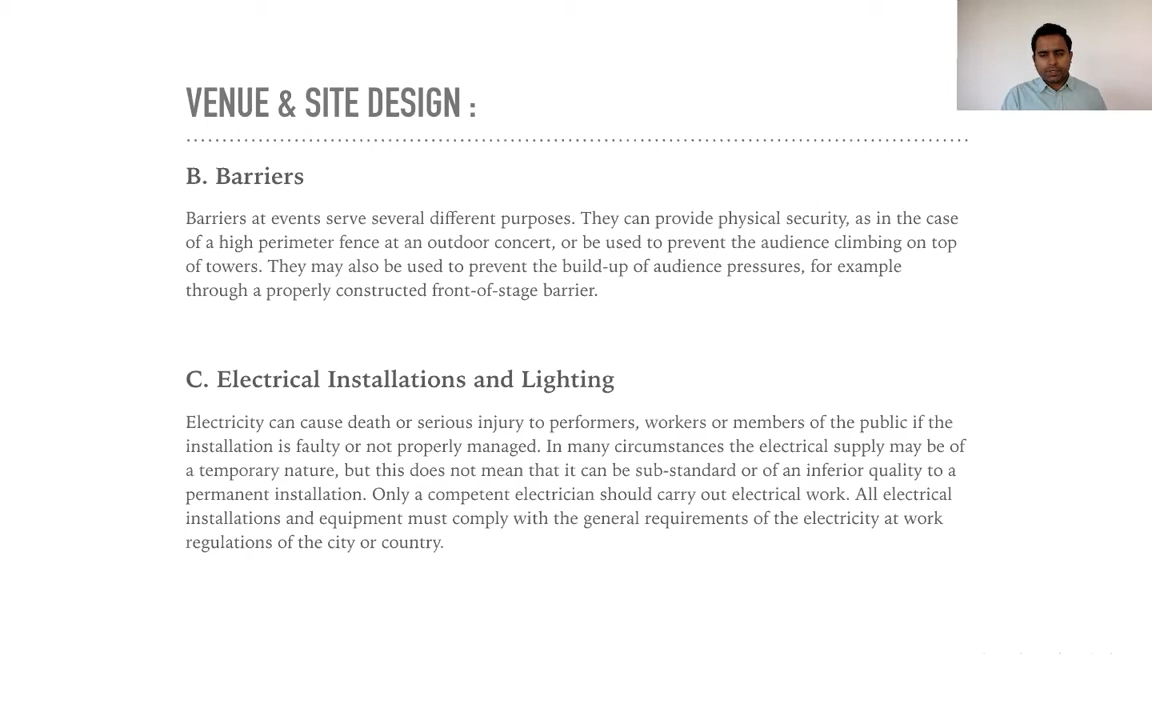 VENUE & SITE DESIGN :
B. Barriers
Barriers at events serve several different purposes. They can provide physical security, as in the case
of a high perimeter fence at an outdoor concert, or be used to prevent the audience climbing on top
of towers. They may also be used to prevent the build-up of audience pressures, for example
through a properly constructed front-of-stage barrier.
C. Electrical Installations and Lighting
Electricity can cause death or serious injury to performers, workers or members of the public if the
installation is faulty or not properly managed. In many circumstances the electrical supply may be of
a temporary nature, but this does not mean that it can be sub-standard or of an inferior quality to a
permanent installation. Only a competent electrician should carry out electrical work. All electrical
installations and equipment must comply with the general requirements of the electricity at work
regulations of the city or country.